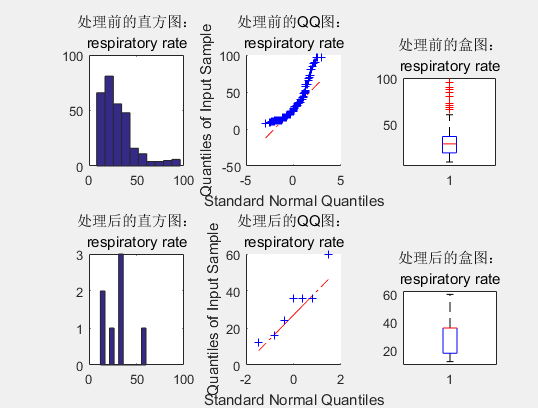 处理前的直方图:
respiratory rate
100
50
0
0
50
100
处理前的QQ图:
respiratory rate
Quantiles of Input Sample
100
50
0
-50
-5
0
5
Standard Normal Quantiles
处理前的盒图:
respiratory rate
100
50
1
处理后的直方图:
respiratory rate
3
2
1
0
0
50
100
处理后的QQ图:
respiratory rate
Quantiles of Input Sample
60
40
20
0
-2
0
2
Standard Normal Quantiles
处理后的盒图:
respiratory rate
60
40
20
1